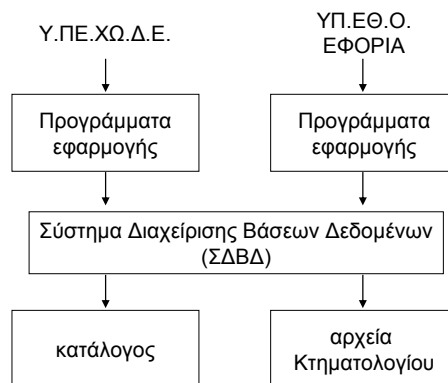 Υ.ΠΕ.ΧΩ.Δ.Ε.
ΥΠ.ΕΘ.Ο.
ΕΦΟΡΙΑ
Προγράμματα
εφαρμογής
Προγράμματα
εφαρμογής
Σύστημα Διαχείρισης Βάσεων Δεδομένων
(ΣΔΒΔ)
κατάλογος
αρχεία
Κτηματολογίου